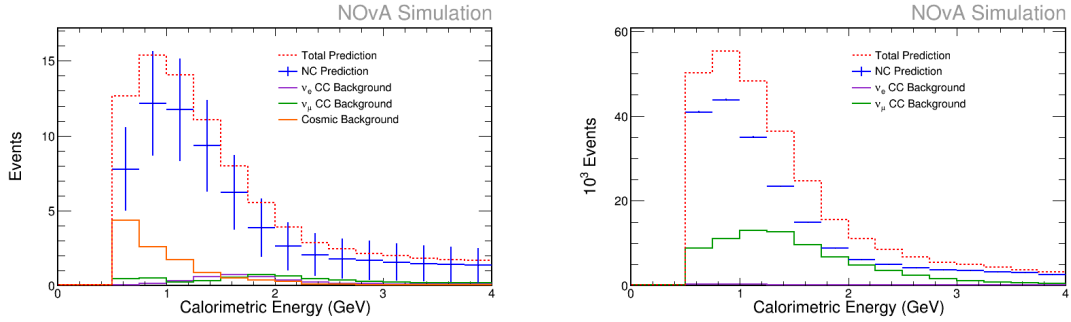 NOvA Simulation
Total Prediction
NC Prediction
νe CC Background
νμ CC Background
Cosmic Background
15
10
5
0
Events
0 1 2 3 4
Calorimetric Energy (GeV)
NOvA Simulation
Total Prediction
NC Prediction
νe CC Background
νμ CC Background
60
40
20
0
10³ Events
0 1 2 3 4
Calorimetric Energy (GeV)